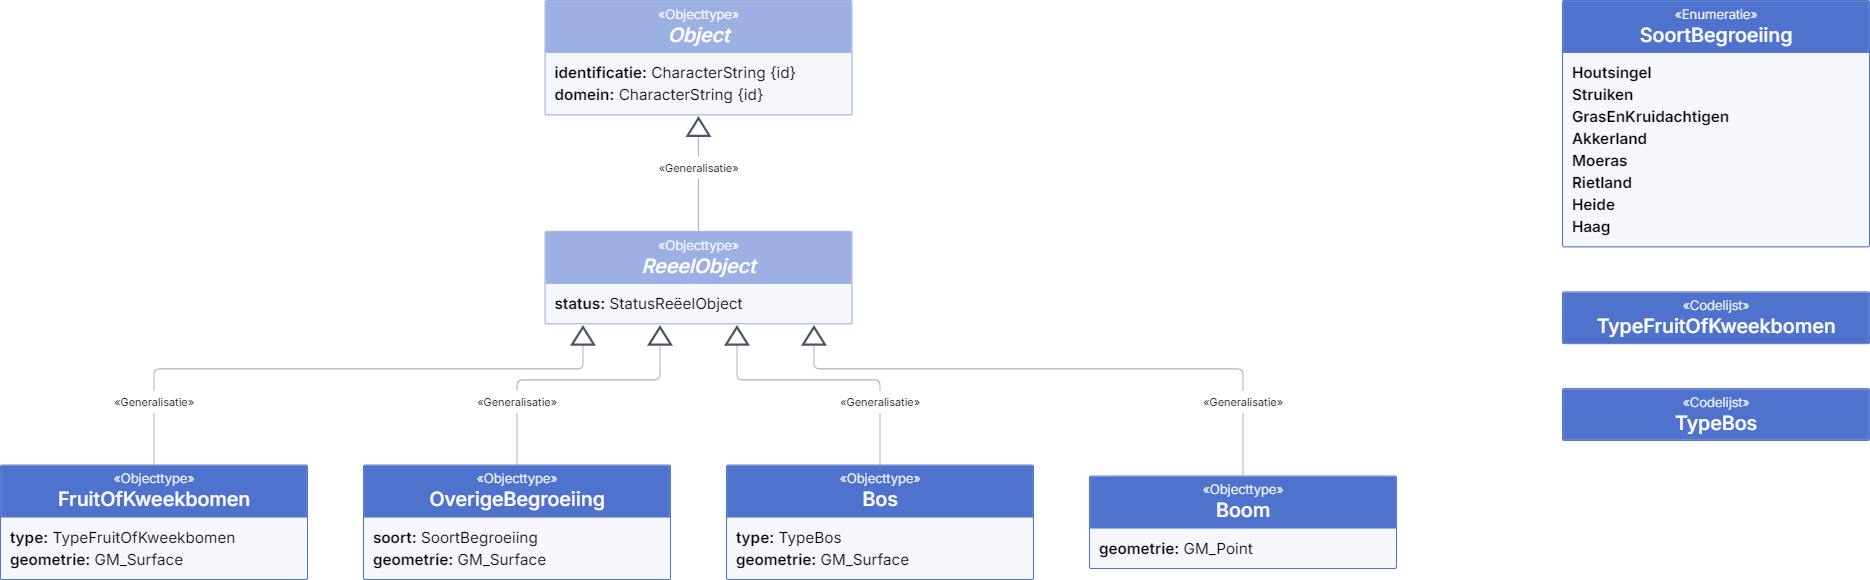 «Objecttype»
Object
identificatie: CharacterString {id}
domein: CharacterString {id}
«Generalisatie»
«Objecttype»
ReeelObject
status: StatusReëelObject
«Generalisatie»
«Generalisatie»
«Generalisatie»
«Generalisatie»
«Objecttype»
FruitOfKweekbomen
type: TypeFruitOfKweekbomen
geometrie: GM_Surface
«Objecttype»
OverigeBegroeiing
soort: SoortBegroeiing
geometrie: GM_Surface
«Objecttype»
Bos
type: TypeBos
geometrie: GM_Surface
«Objecttype»
Boom
geometrie: GM_Point
«Enumeratie»
SoortBegroeiing
Houtsingel
Struiken
GrasEnKruidachtigen
Akkerland
Moeras
Rietland
Heide
Haag
«Codelijst»
TypeFruitOfKweekbomen
«Codelijst»
TypeBos